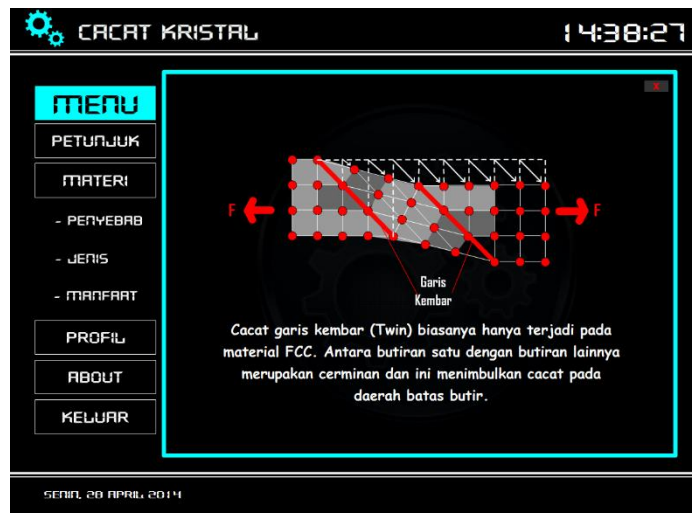 CACAT KRISTAL
14:38:27
MENU
X
PETUNJUK
MATERI
- PENYEBAB
- JENIS
- MANFAAT
PROFIL
ABOUT
KELUAR
F
F
Garis
Kembar
Cacat garis kembar (Twin) biasanya hanya terjadi pada
material FCC. Antara butiran satu dengan butiran lainnya
merupakan cerminan dan ini menimbulkan cacat pada
daerah batas butir.
SENIN, 28 APRIL 2014